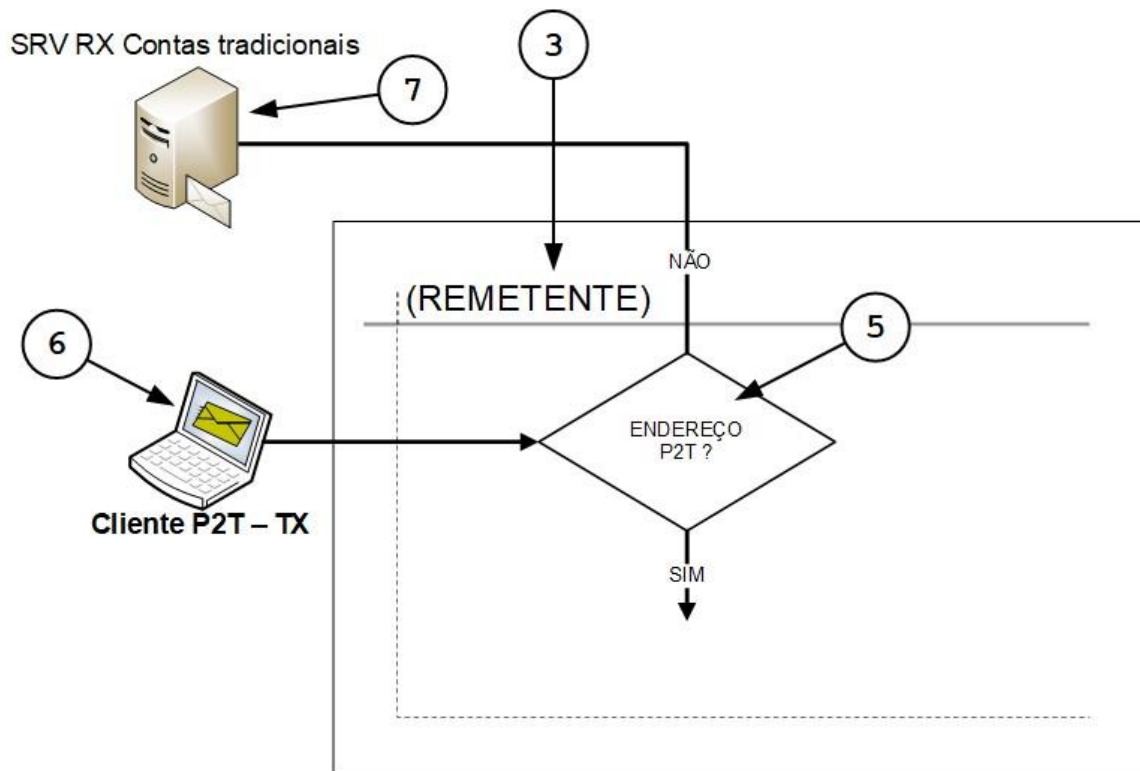 SRV RX Contas tradicionais
3
7
NÃO
(REMETENTE)
5
6
ENDEREÇO
P2T ?
Cliente P2T – TX
SIM